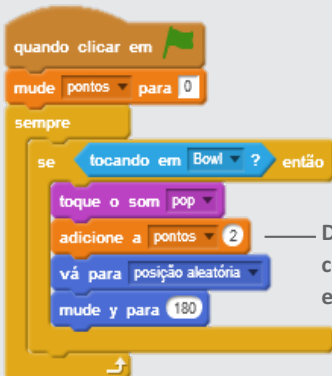 quando clicar em
mude pontos para 0
sempre
se tocando em Bowl ? então
toque o som pop
adicione a pontos 2
vá para posição aleatória
mude y para 180
D
c
e